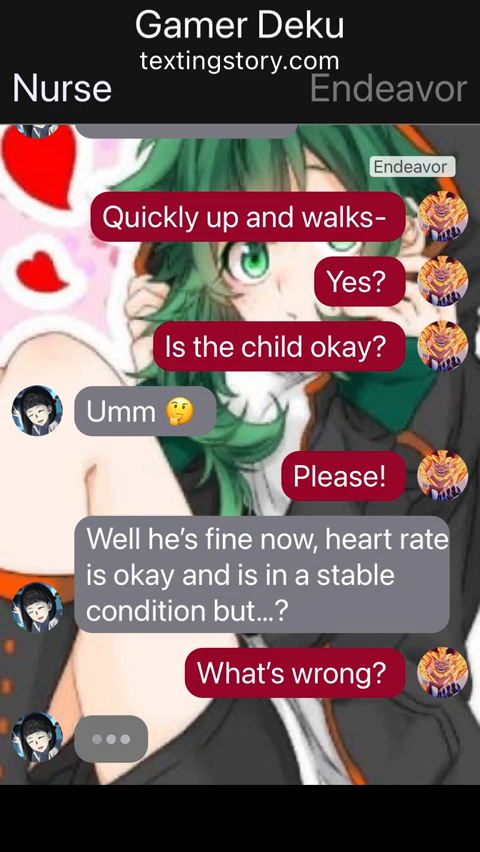 Gamer Deku
textingstory.com
Nurse
Endeavor
Endeavor
Quickly up and walks-
Yes?
Is the child okay?
Umm 🤔
Please!
Well he’s fine now, heart rate
is okay and is in a stable
condition but...?
What’s wrong?